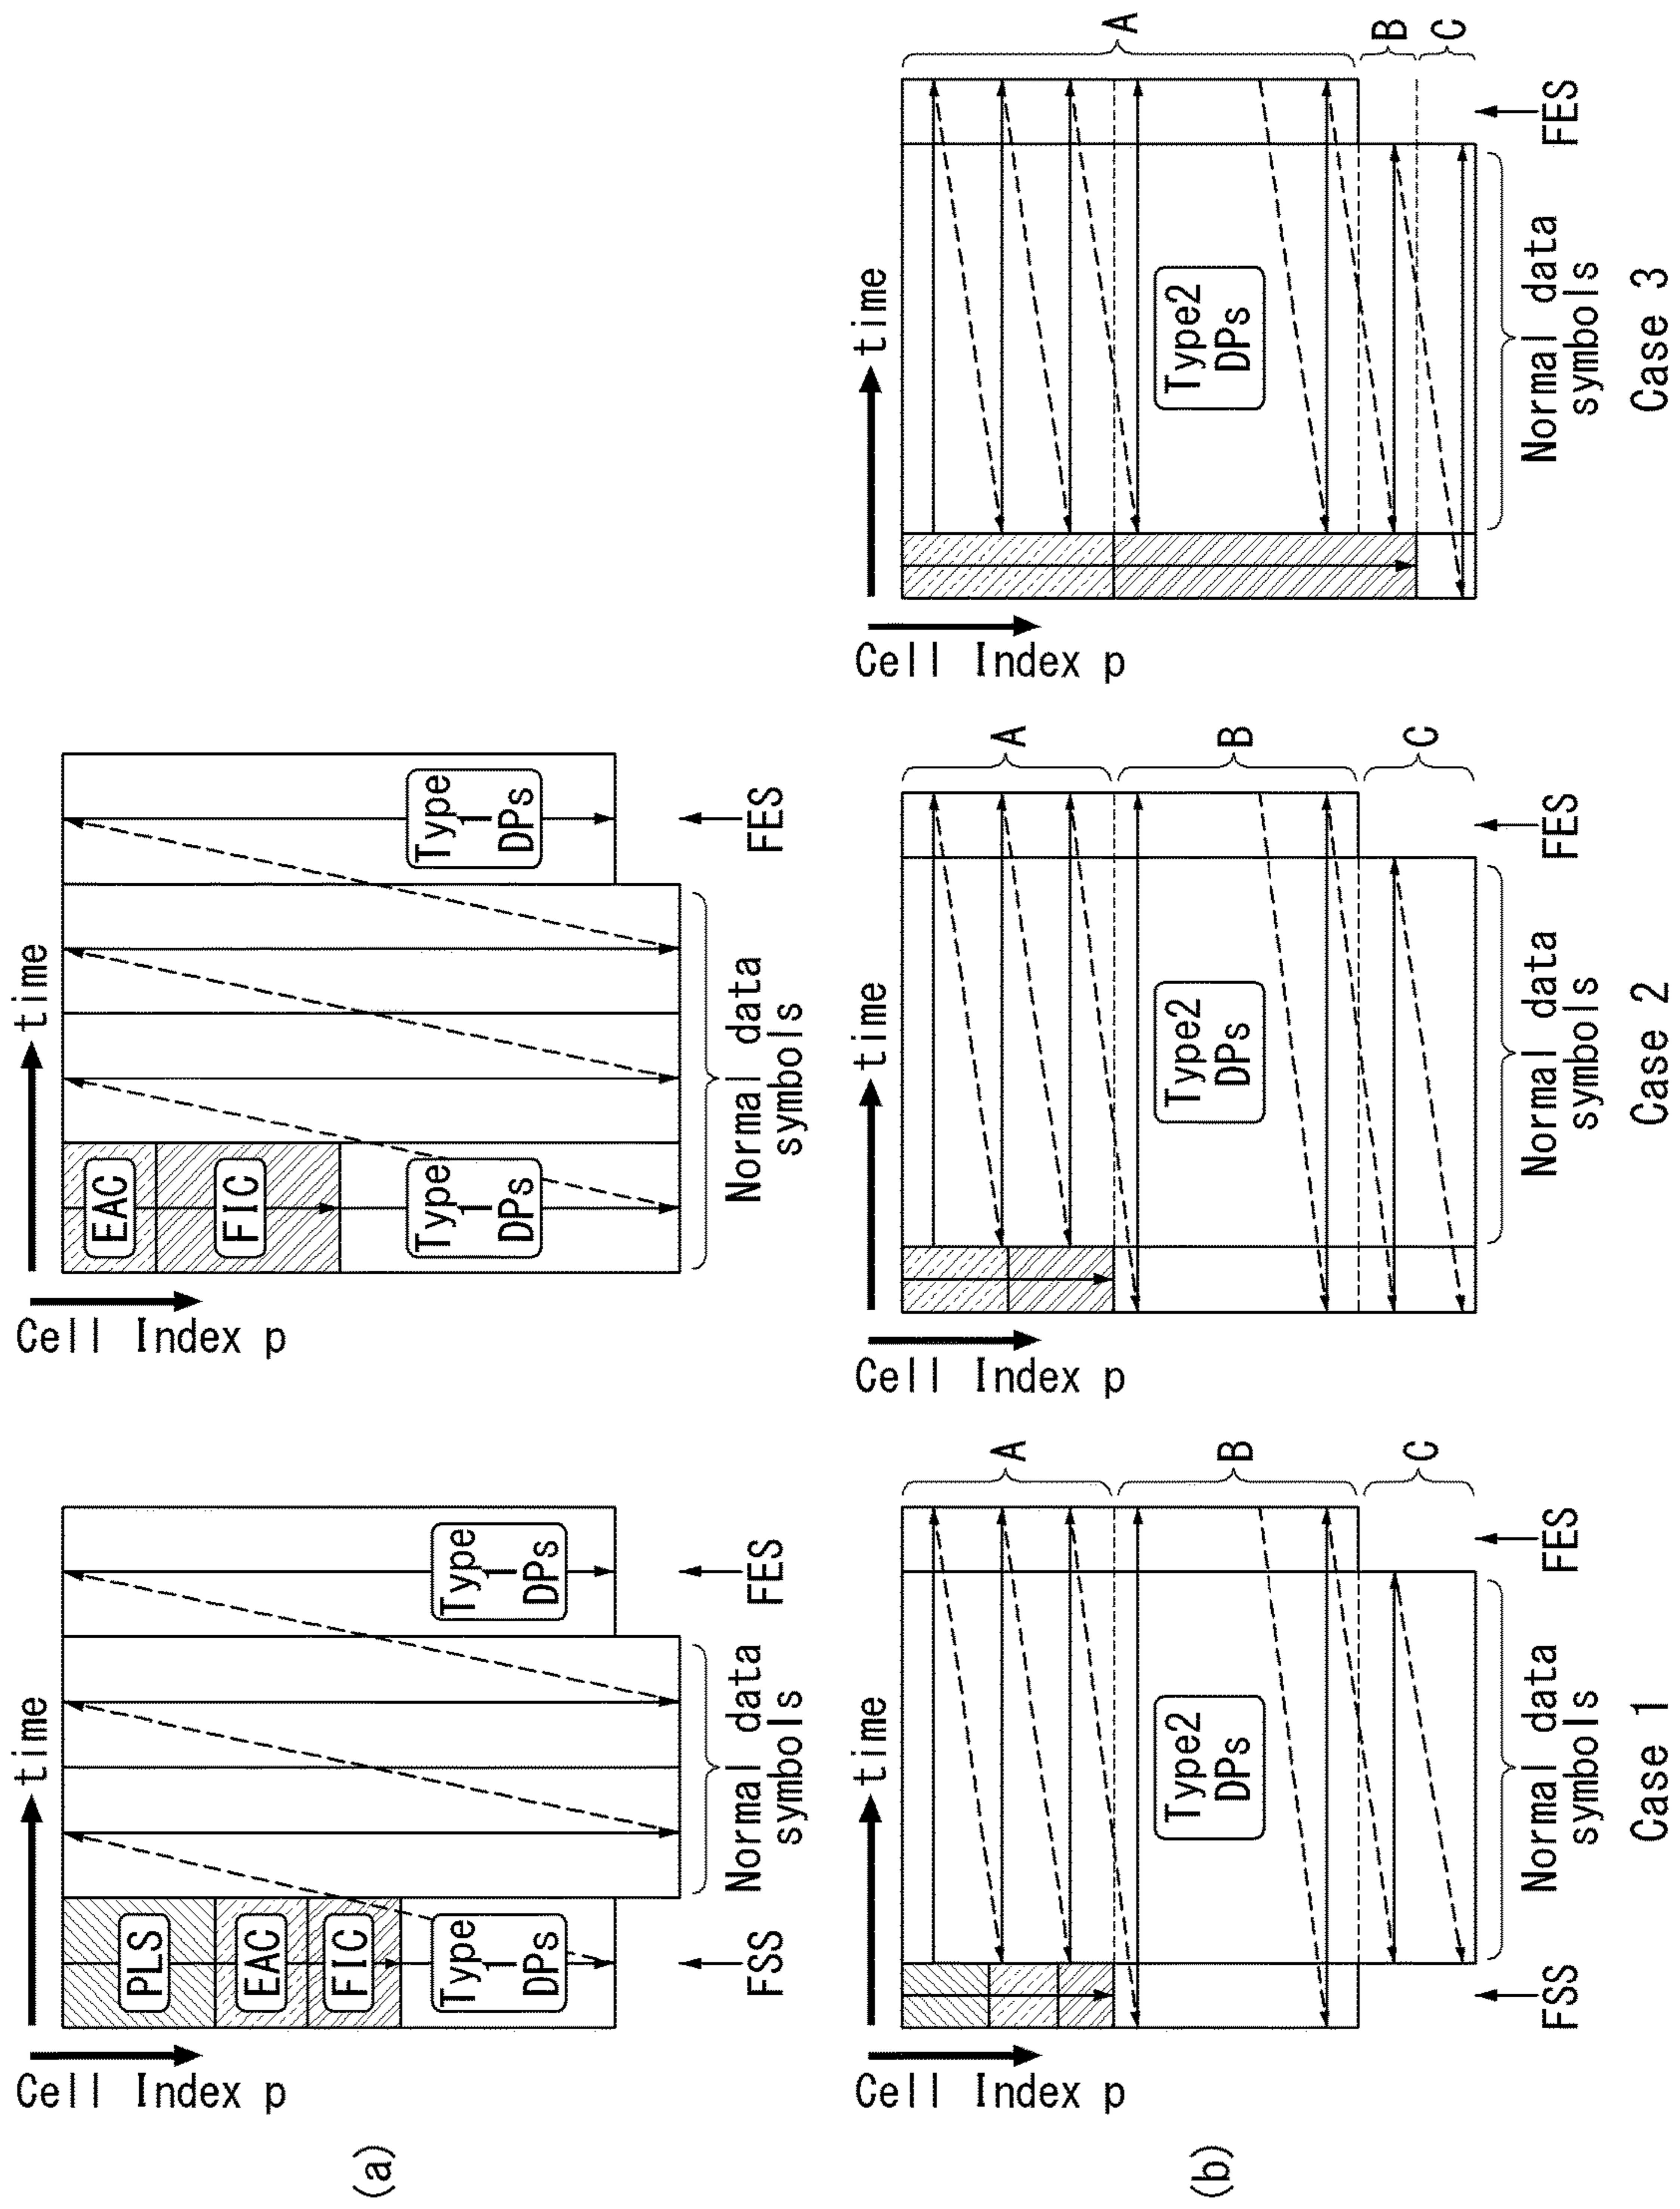 (a)
Cell Index p
time
PLS
EAC
FIC
Type
1
DPs
Type
1
DPs
FSS
Normal data
symbols
FES
Cell Index p
time
EAC
FIC
Type
1
DPs
Type
1
DPs
Normal data
symbols
FES
(b)
Cell Index p
time
Type2
DPs
A
B
C
FSS
Normal data
symbols
FES
Case 1
Cell Index p
time
Type2
DPs
A
B
C
Normal data
symbols
FES
Case 2
Cell Index p
time
Type2
DPs
A
B
C
Normal data
symbols
FES
Case 3